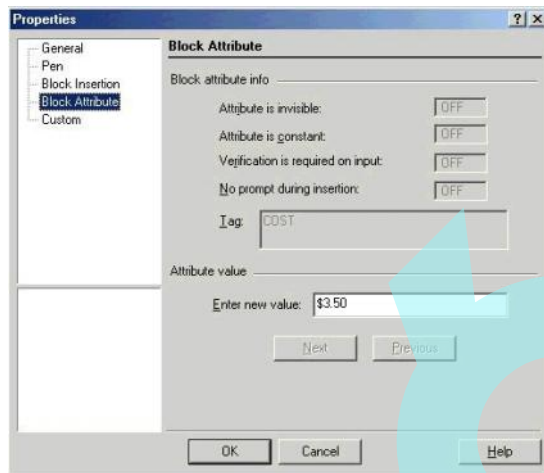 Properties
General
Pen
Block Insertion
Block Attribute
Custom
Block Attribute
Block attribute info
Attribute is invisible: OFF
Attribute is constant: OFF
Verification is required on input: OFF
No prompt during insertion: OFF
Tag: COST
Attribute value
Enter new value: $3.50
Next Previous
OK Cancel Help